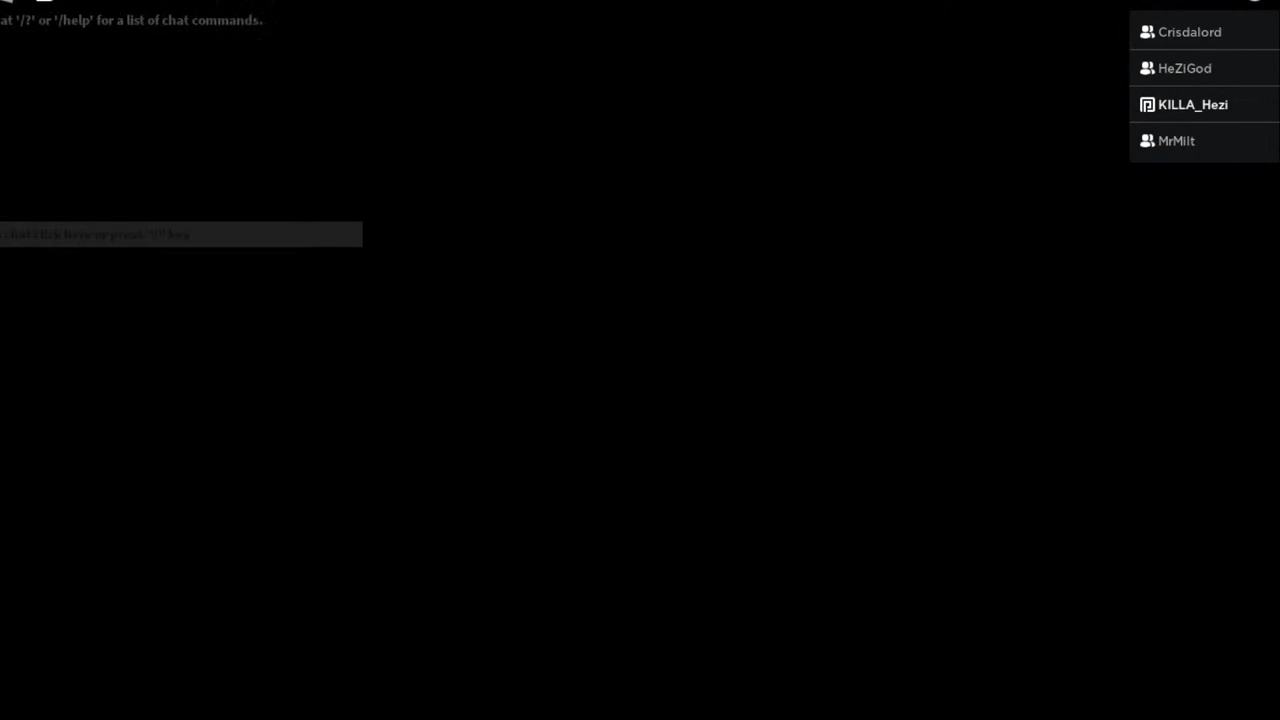 at '/?' or '/help' for a list of chat commands.
Crisdalord
HeZiGod
KILLA_Hezi
MrMilt